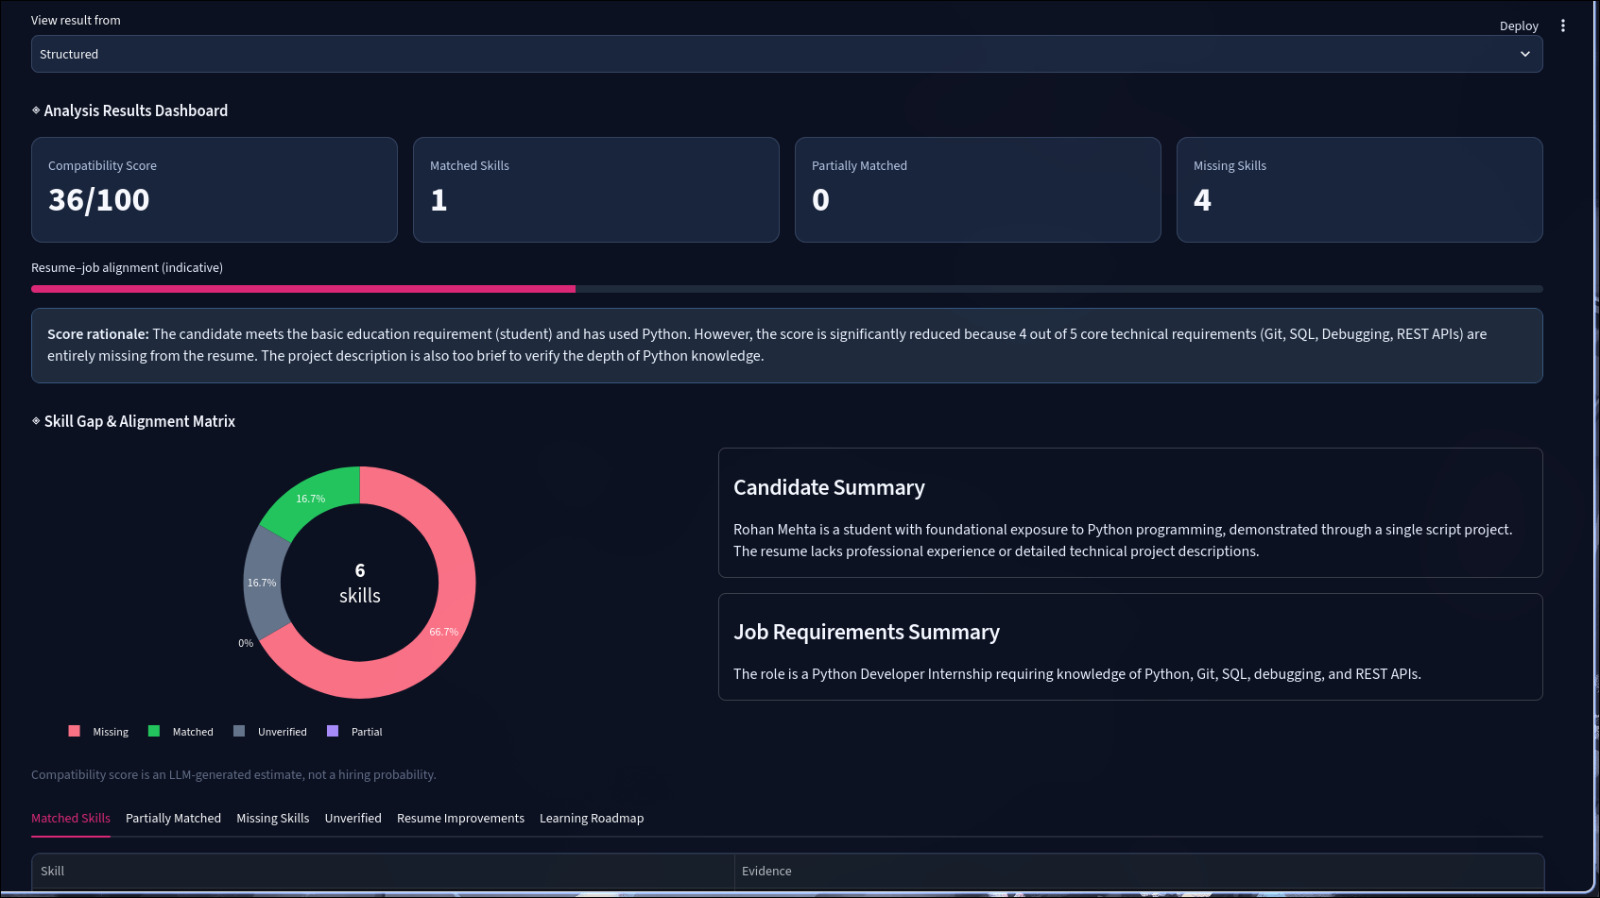 View result from
Deploy
Structured
Analysis Results Dashboard
Compatibility Score
36/100
Matched Skills
1
Partially Matched
0
Missing Skills
4
Resume–job alignment (indicative)
Score rationale: The candidate meets the basic education requirement (student) and has used Python. However, the score is significantly reduced because 4 out of 5 core technical requirements (Git, SQL, Debugging, REST APIs) are
entirely missing from the resume. The project description is also too brief to verify the depth of Python knowledge.
Skill Gap & Alignment Matrix
16.7%
16.7%
0%
66.7%
6
skills
Missing
Matched
Unverified
Partial
Candidate Summary
Rohan Mehta is a student with foundational exposure to Python programming, demonstrated through a single script project.
The resume lacks professional experience or detailed technical project descriptions.
Job Requirements Summary
The role is a Python Developer Internship requiring knowledge of Python, Git, SQL, debugging, and REST APIs.
Compatibility score is an LLM-generated estimate, not a hiring probability.
Matched Skills
Partially Matched
Missing Skills
Unverified
Resume Improvements
Learning Roadmap
Skill
Evidence